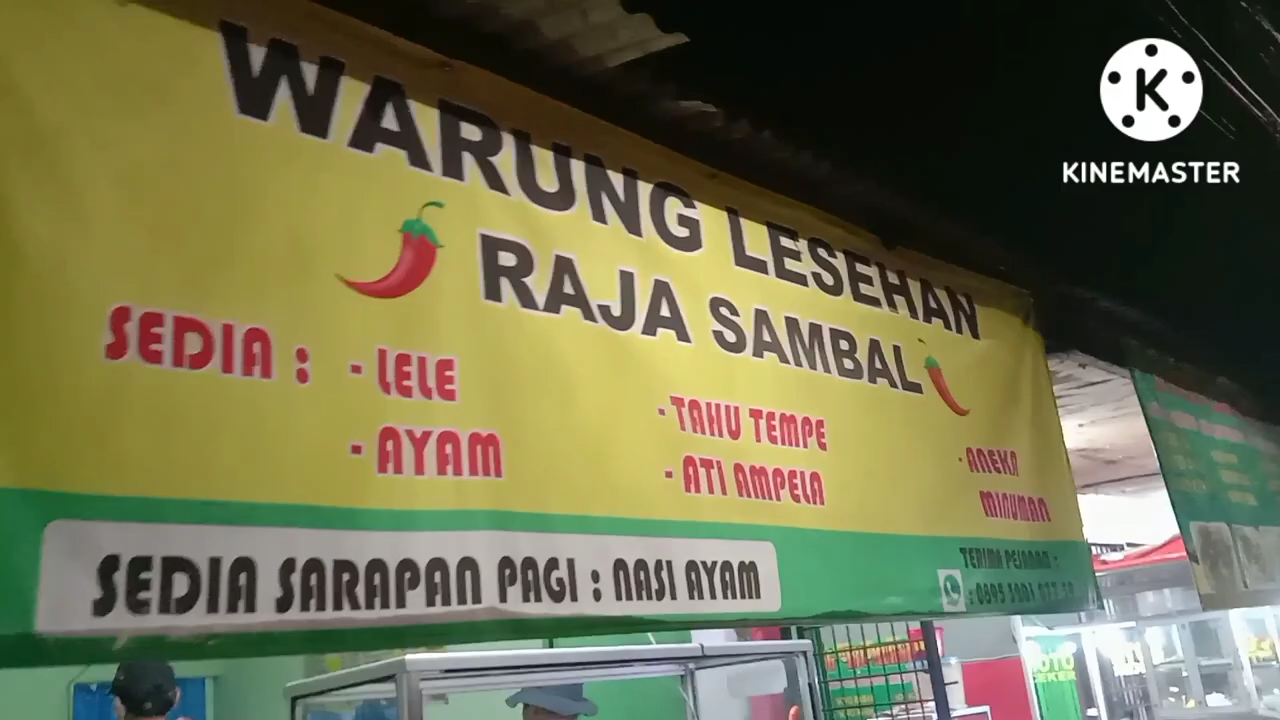 WARUNG LESEHAN
RAJA SAMBAL
SEDIA : - LELE
- AYAM
- TAHU TEMPE
- ATI AMPELA
- ANEKA
MINUMAN
SEDIA SARAPAN PAGI : NASI AYAM
TERIMA PESANAN :
K
KINEMASTER
CEKER